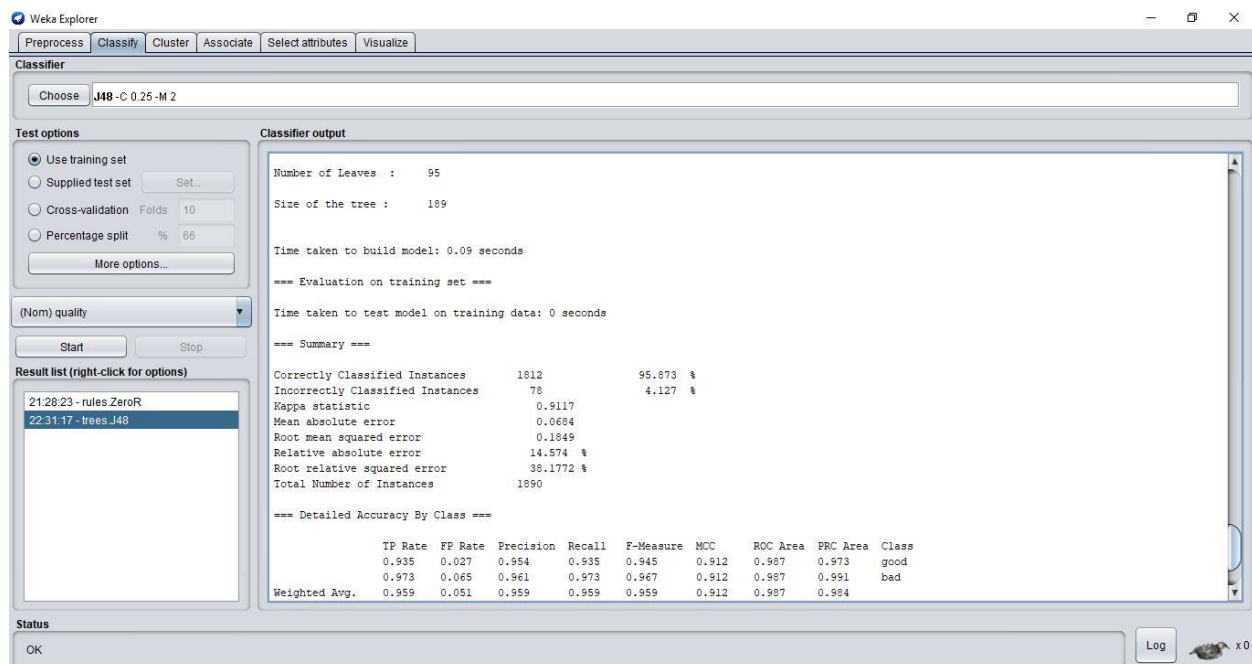 Weka Explorer
Preprocess Classify Cluster Associate Select attributes Visualize
Classifier
Choose J48 -C 0.25 -M 2
Test options
Use training set
Supplied test set Set...
Cross-validation Folds 10
Percentage split % 66
More options...
(Nom) quality
Start Stop
Result list (right-click for options)
21:28:23 - rules.ZeroR
22:31:17 - trees.J48
Classifier output
Number of Leaves : 95
Size of the tree : 189
Time taken to build model: 0.09 seconds
=== Evaluation on training set ===
Time taken to test model on training data: 0 seconds
=== Summary ===
Correctly Classified Instances 1812 95.873 %
Incorrectly Classified Instances 78 4.127 %
Kappa statistic 0.9117
Mean absolute error 0.0684
Root mean squared error 0.1849
Relative absolute error 14.574 %
Root relative squared error 38.1772 %
Total Number of Instances 1890
=== Detailed Accuracy By Class ===
TP Rate FP Rate Precision Recall F-Measure MCC ROC Area PRC Area Class
0.935 0.027 0.954 0.935 0.945 0.912 0.987 0.973 good
0.973 0.065 0.961 0.973 0.967 0.912 0.987 0.991 bad
Weighted Avg. 0.959 0.051 0.959 0.959 0.959 0.912 0.987 0.984
Status
OK
Log
x 0